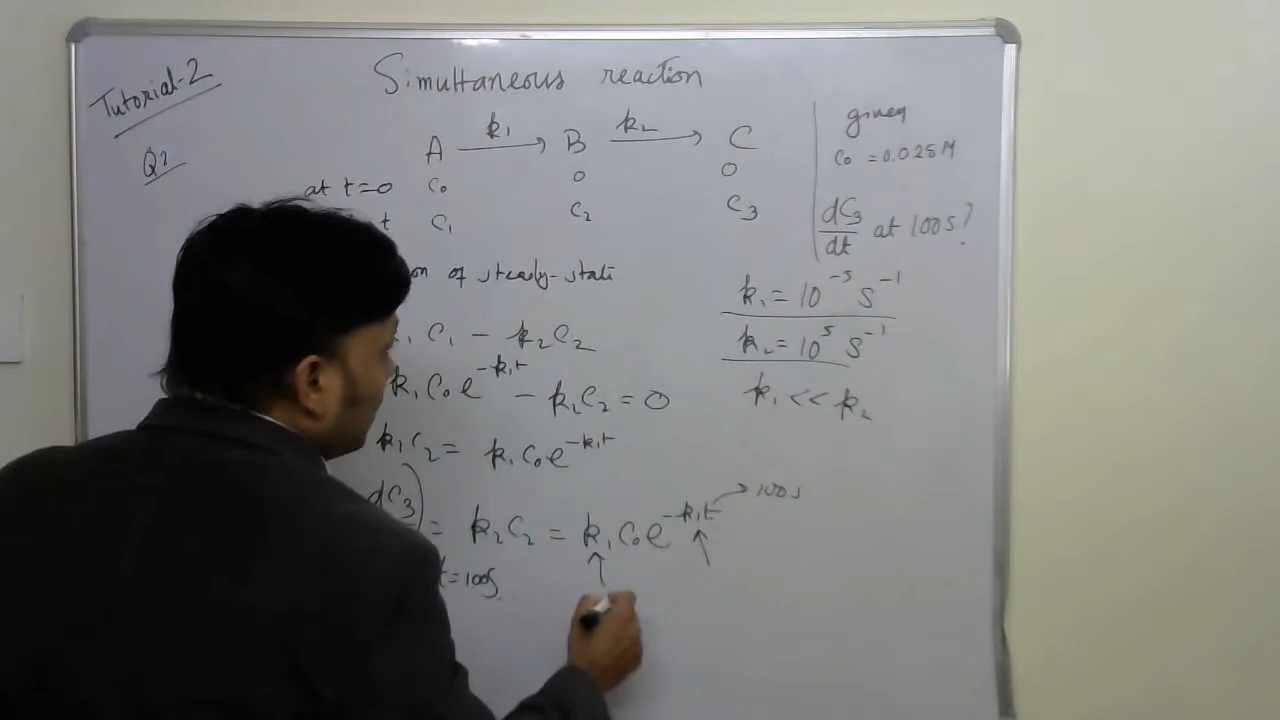 Tutorial-2
Simultaneous reaction
Q2
A k₁→ B k₂→ C
at t=0 C₀ 0 0
t C₁ C₂ C₃
given
C₀ = 0.025M
dC₃/dt at 100s?
of steady-state
C₁ - k₂C₂
k₁C₀e^-k₁t - k₂C₂ = 0
k₂C₂ = k₁C₀e^-k₁t
dC₃) = k₂C₂ = k₁C₀e^-k₁t → 100s
t=100s
k₁ = 10^-5 s^-1
k₂ = 10^5 s^-1
k₁ << k₂